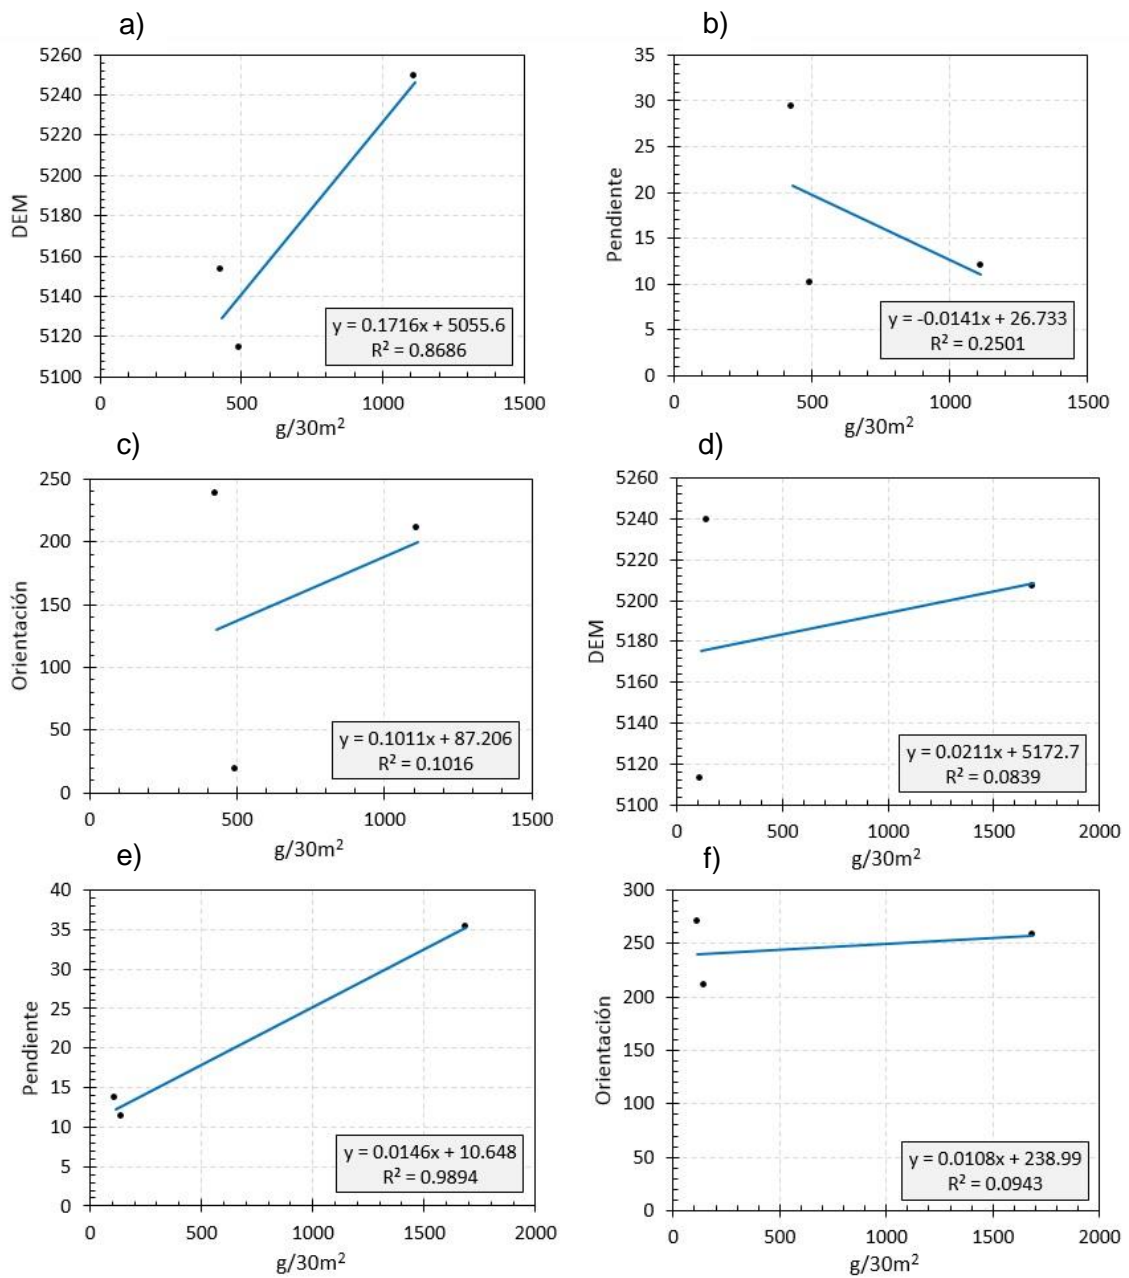 a)
5260
5240
5220
5200
5180
5160
5140
5120
5100
DEM
0 500 1000 1500
g/30m²
y = 0.1716x + 5055.6
R² = 0.8686
b)
35
30
25
20
15
10
5
0
Pendiente
0 500 1000 1500
g/30m²
y = -0.0141x + 26.733
R² = 0.2501
c)
250
200
150
100
50
0
Orientación
0 500 1000 1500
g/30m²
y = 0.1011x + 87.206
R² = 0.1016
d)
5260
5240
5220
5200
5180
5160
5140
5120
5100
DEM
0 500 1000 1500 2000
g/30m²
y = 0.0211x + 5172.7
R² = 0.0839
e)
40
35
30
25
20
15
10
5
0
Pendiente
0 500 1000 1500 2000
g/30m²
y = 0.0146x + 10.648
R² = 0.9894
f)
300
250
200
150
100
50
0
Orientación
0 500 1000 1500 2000
g/30m²
y = 0.0108x + 238.99
R² = 0.0943